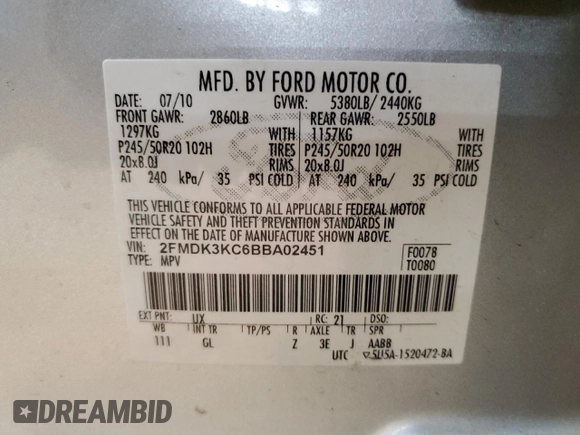 MFD. BY FORD MOTOR CO.
DATE: 07/10 GVWR: 5380LB/ 2440KG
FRONT GAWR: 2860LB REAR GAWR: 2550LB
1297KG WITH 1157KG WITH
P245/50R20 102H TIRES P245/50R20 102H TIRES
20x8.0J RIMS 20x8.0J RIMS
AT 240 kPa/ 35 PSI COLD AT 240 kPa/ 35 PSI COLD
THIS VEHICLE CONFORMS TO ALL APPLICABLE FEDERAL MOTOR
VEHICLE SAFETY AND THEFT PREVENTION STANDARDS IN
EFFECT ON THE DATE OF MANUFACTURE SHOWN ABOVE.
VIN: 2FMDK3KC6BBA02451 F0078
TYPE: MPV T0080
EXT PNT: UX RC: 21 DSO:
WB INT TR TP/PS R AXLE TR SPR
111 GL Z 3E J AABB
UTC ▽5U5A-1520472-BA
DREAMBID